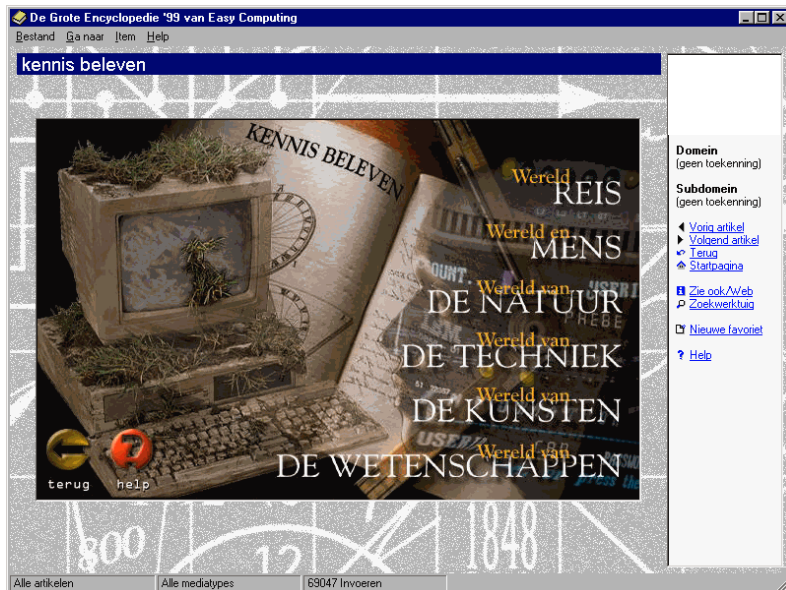 De Grote Encyclopedie '99 van Easy Computing
Bestand Ga naar Item Help
kennis beleven
KENNIS BELEVEN
Wereld
REIS
Wereld en
MENS
Wereld van
DE NATUUR
Wereld van
DE TECHNIEK
Wereld van
DE KUNSTEN
Wereld van
DE WETENSCHAPPEN
terug help
Domein
(geen toekenning)
Subdomein
(geen toekenning)
Vorig artikel
Volgend artikel
Terug
Startpagina
Zie ook/Web
Zoekwerktuig
Nieuwe favoriet
? Help
800
12
1848
Alle artikelen
Alle mediatypes
69047 Invoeren